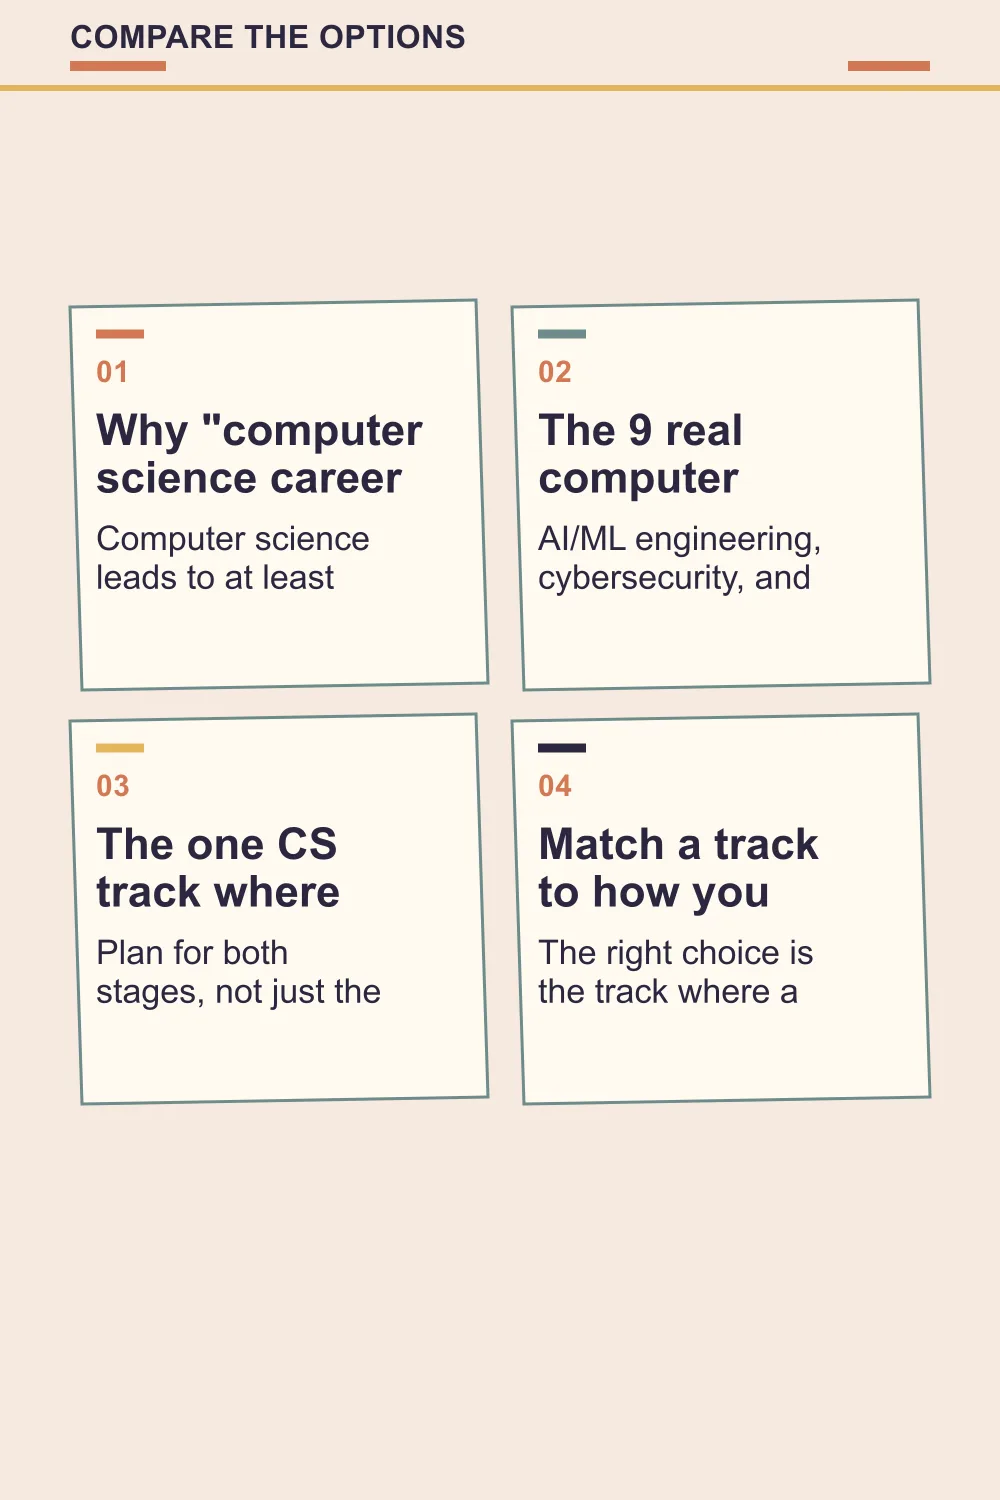 COMPARE THE OPTIONS
01
Why "computer
science career
Computer science
leads to at least
02
The 9 real
computer
AI/ML engineering,
cybersecurity, and
03
The one CS
track where
Plan for both
stages, not just the
04
Match a track
to how you
The right choice is
the track where a